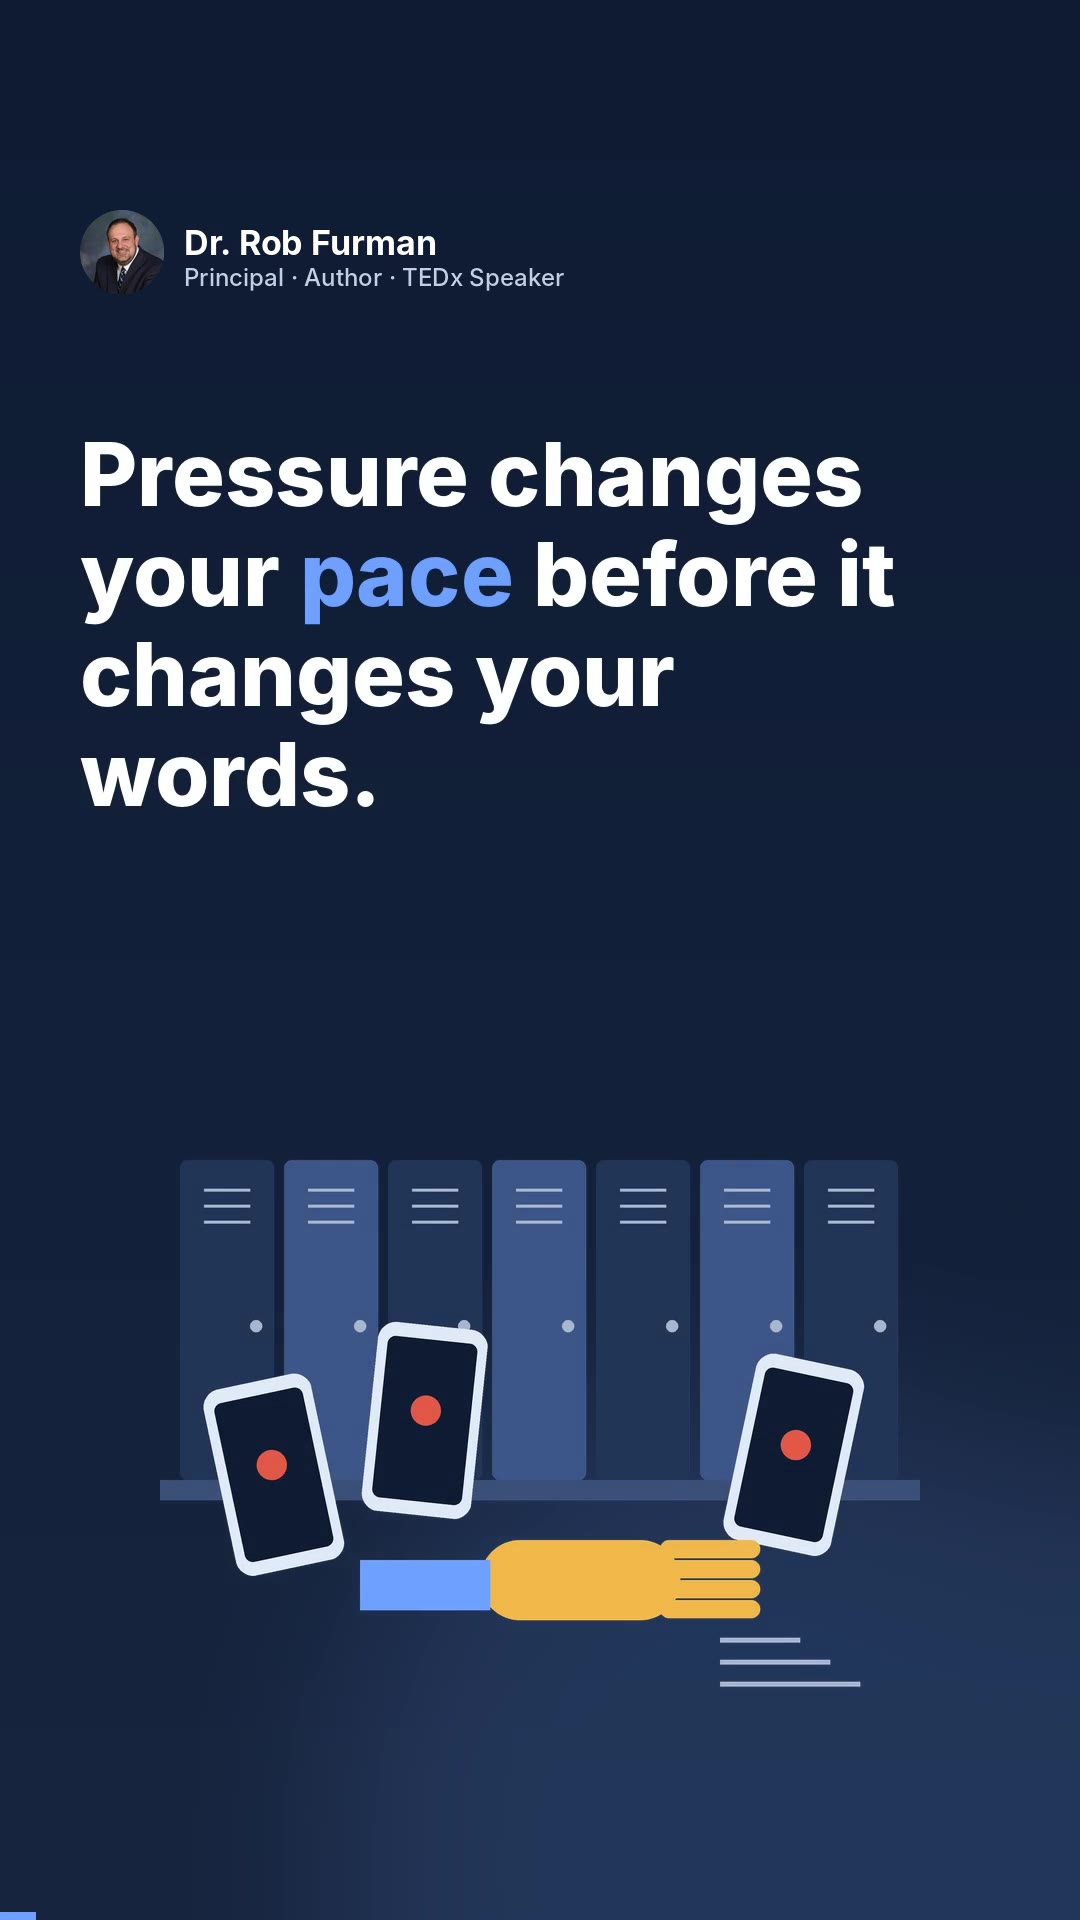 Dr. Rob Furman
Principal · Author · TEDx Speaker
Pressure changes
your pace before it
changes your
words.